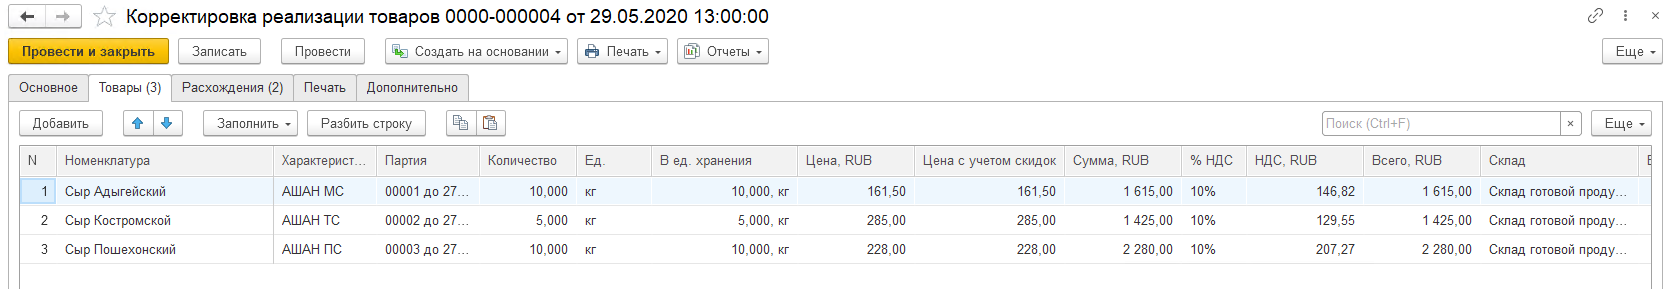 Корректировка реализации товаров 0000-000004 от 29.05.2020 13:00:00
Провести и закрыть Записать Провести Создать на основании Печать Отчеты Еще
Основное Товары (3) Расхождения (2) Печать Дополнительно
Добавить Заполнить Разбить строку Поиск (Ctrl+F) × Еще
N Номенклатура Характерист... Партия Количество Ед. В ед. хранения Цена, RUB Цена с учетом скидок Сумма, RUB % НДС НДС, RUB Всего, RUB Склад
1 Сыр Адыгейский АШАН МС 00001 до 27... 10,000 кг 10,000, кг 161,50 161,50 1 615,00 10% 146,82 1 615,00 Склад готовой проду...
2 Сыр Костромской АШАН ТС 00002 до 27... 5,000 кг 5,000, кг 285,00 285,00 1 425,00 10% 129,55 1 425,00 Склад готовой проду...
3 Сыр Пошехонский АШАН ПС 00003 до 27... 10,000 кг 10,000, кг 228,00 228,00 2 280,00 10% 207,27 2 280,00 Склад готовой проду...